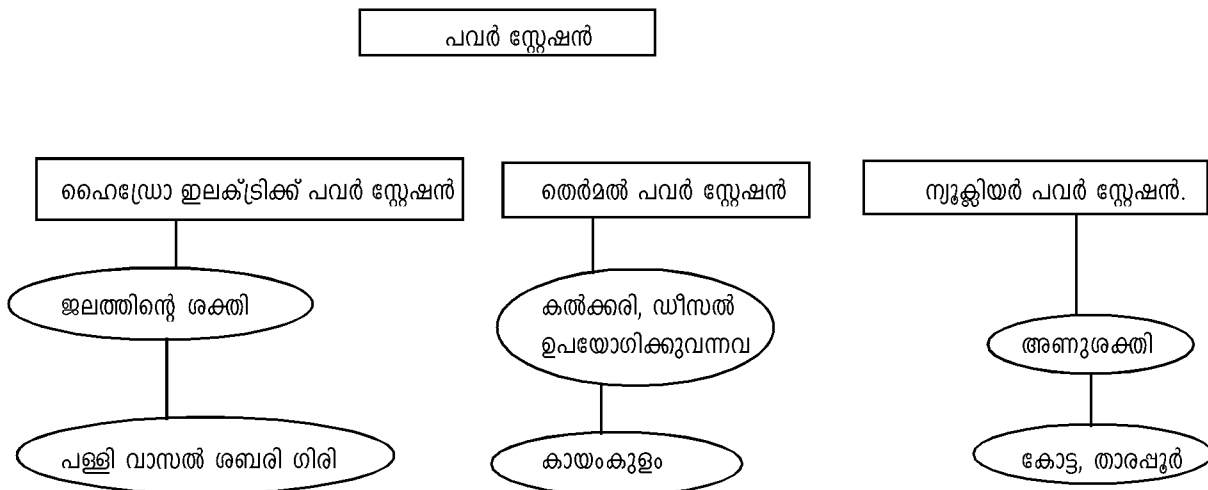 പവർ സ്റ്റേഷൻ
ഹൈഡ്രോ ഇലക്ട്രിക്ക് പവർ സ്റ്റേഷൻ
തെർമൽ പവർ സ്റ്റേഷൻ
ന്യൂക്ലിയർ പവർ സ്റ്റേഷൻ.
ജലത്തിന്റെ ശക്തി
കൽക്കരി, ഡീസൽ
ഉപയോഗിക്കുവന്നവ
അണുശക്തി
പള്ളി വാസൽ ശബരി ഗിരി
കായംകുളം
കോട്ട, താരപ്പൂർ